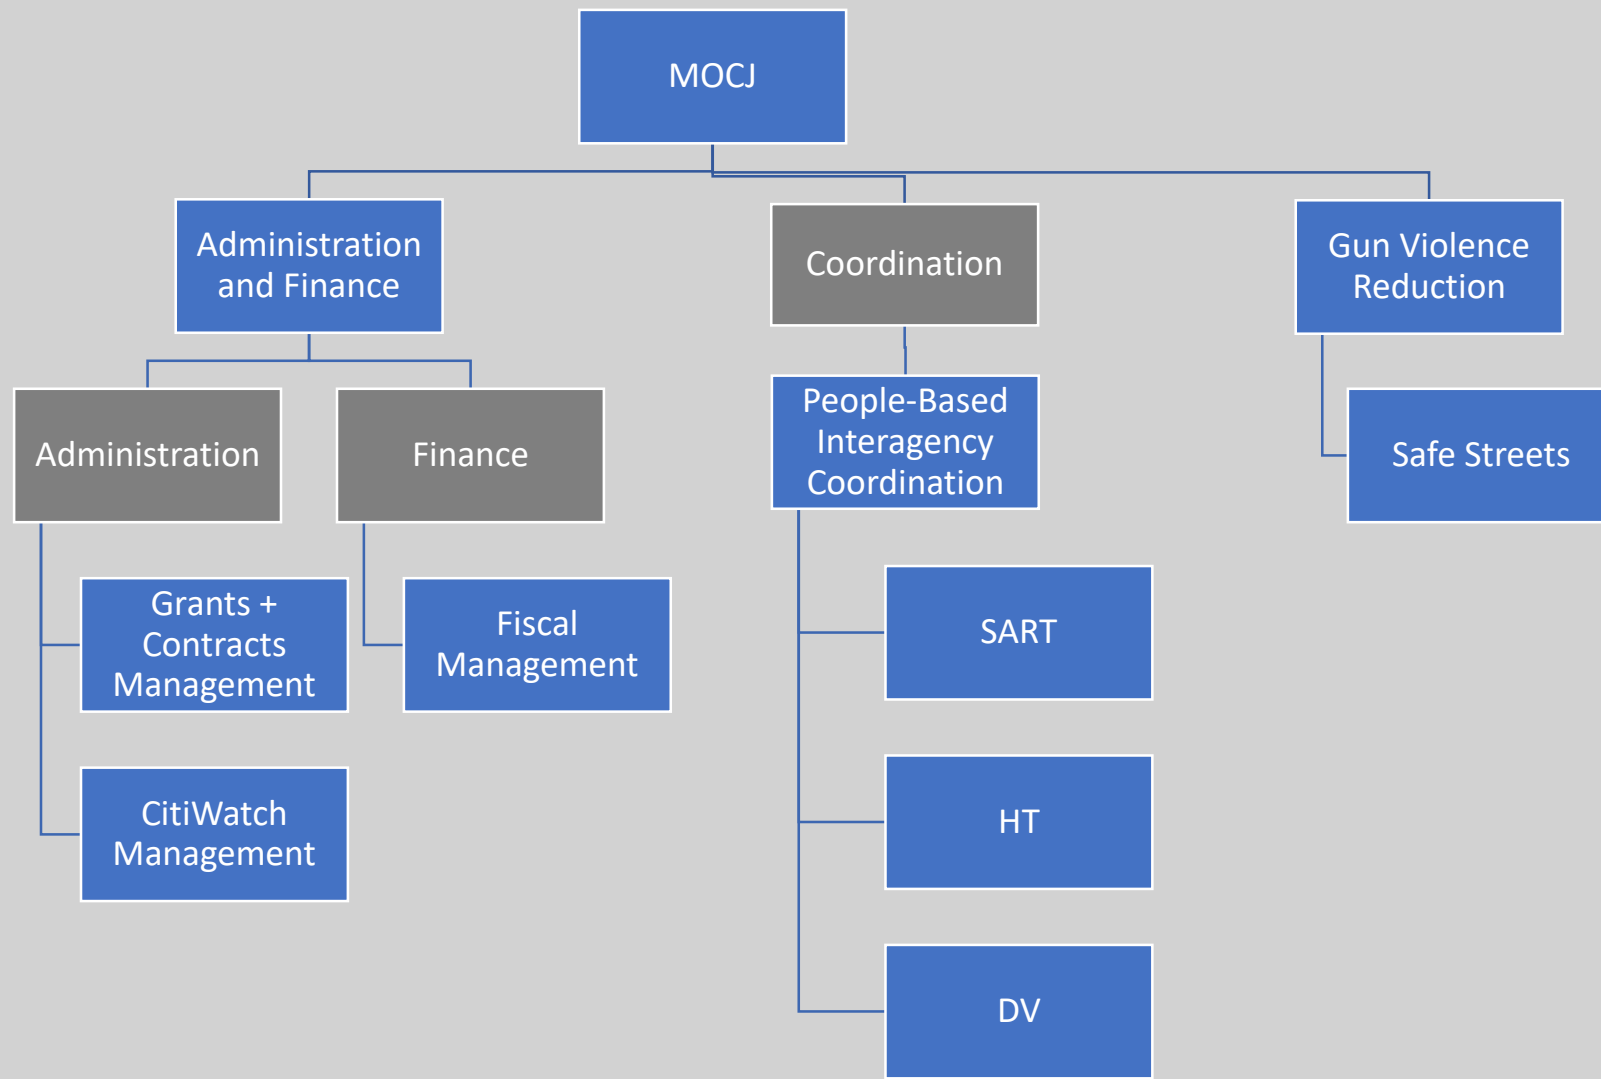 MOCJ
Administration
and Finance
Coordination
Gun Violence
Reduction
Administration
Finance
People-Based
Interagency
Coordination
Safe Streets
Grants +
Contracts
Management
Fiscal
Management
SART
CitiWatch
Management
HT
DV